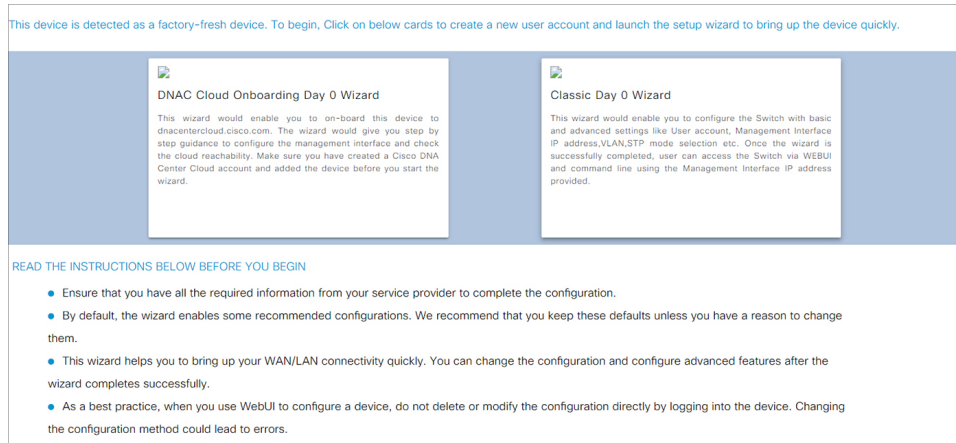 This device is detected as a factory-fresh device. To begin, Click on below cards to create a new user account and launch the setup wizard to bring up the device quickly.
DNAC Cloud Onboarding Day 0 Wizard
This wizard would enable you to on-board this device to
dnacentercloud.cisco.com. The wizard would give you step by
step guidance to configure the management interface and check
the cloud reachability. Make sure you have created a Cisco DNA
Center Cloud account and added the device before you start the
wizard.
Classic Day 0 Wizard
This wizard would enable you to configure the Switch with basic
and advanced settings like User account, Management Interface
IP address,VLAN,STP mode selection etc. Once the wizard is
successfully completed, user can access the Switch via WEBUI
and command line using the Management Interface IP address
provided.
READ THE INSTRUCTIONS BELOW BEFORE YOU BEGIN
Ensure that you have all the required information from your service provider to complete the configuration.
By default, the wizard enables some recommended configurations. We recommend that you keep these defaults unless you have a reason to change
them.
This wizard helps you to bring up your WAN/LAN connectivity quickly. You can change the configuration and configure advanced features after the
wizard completes successfully.
As a best practice, when you use WebUI to configure a device, do not delete or modify the configuration directly by logging into the device. Changing
the configuration method could lead to errors.